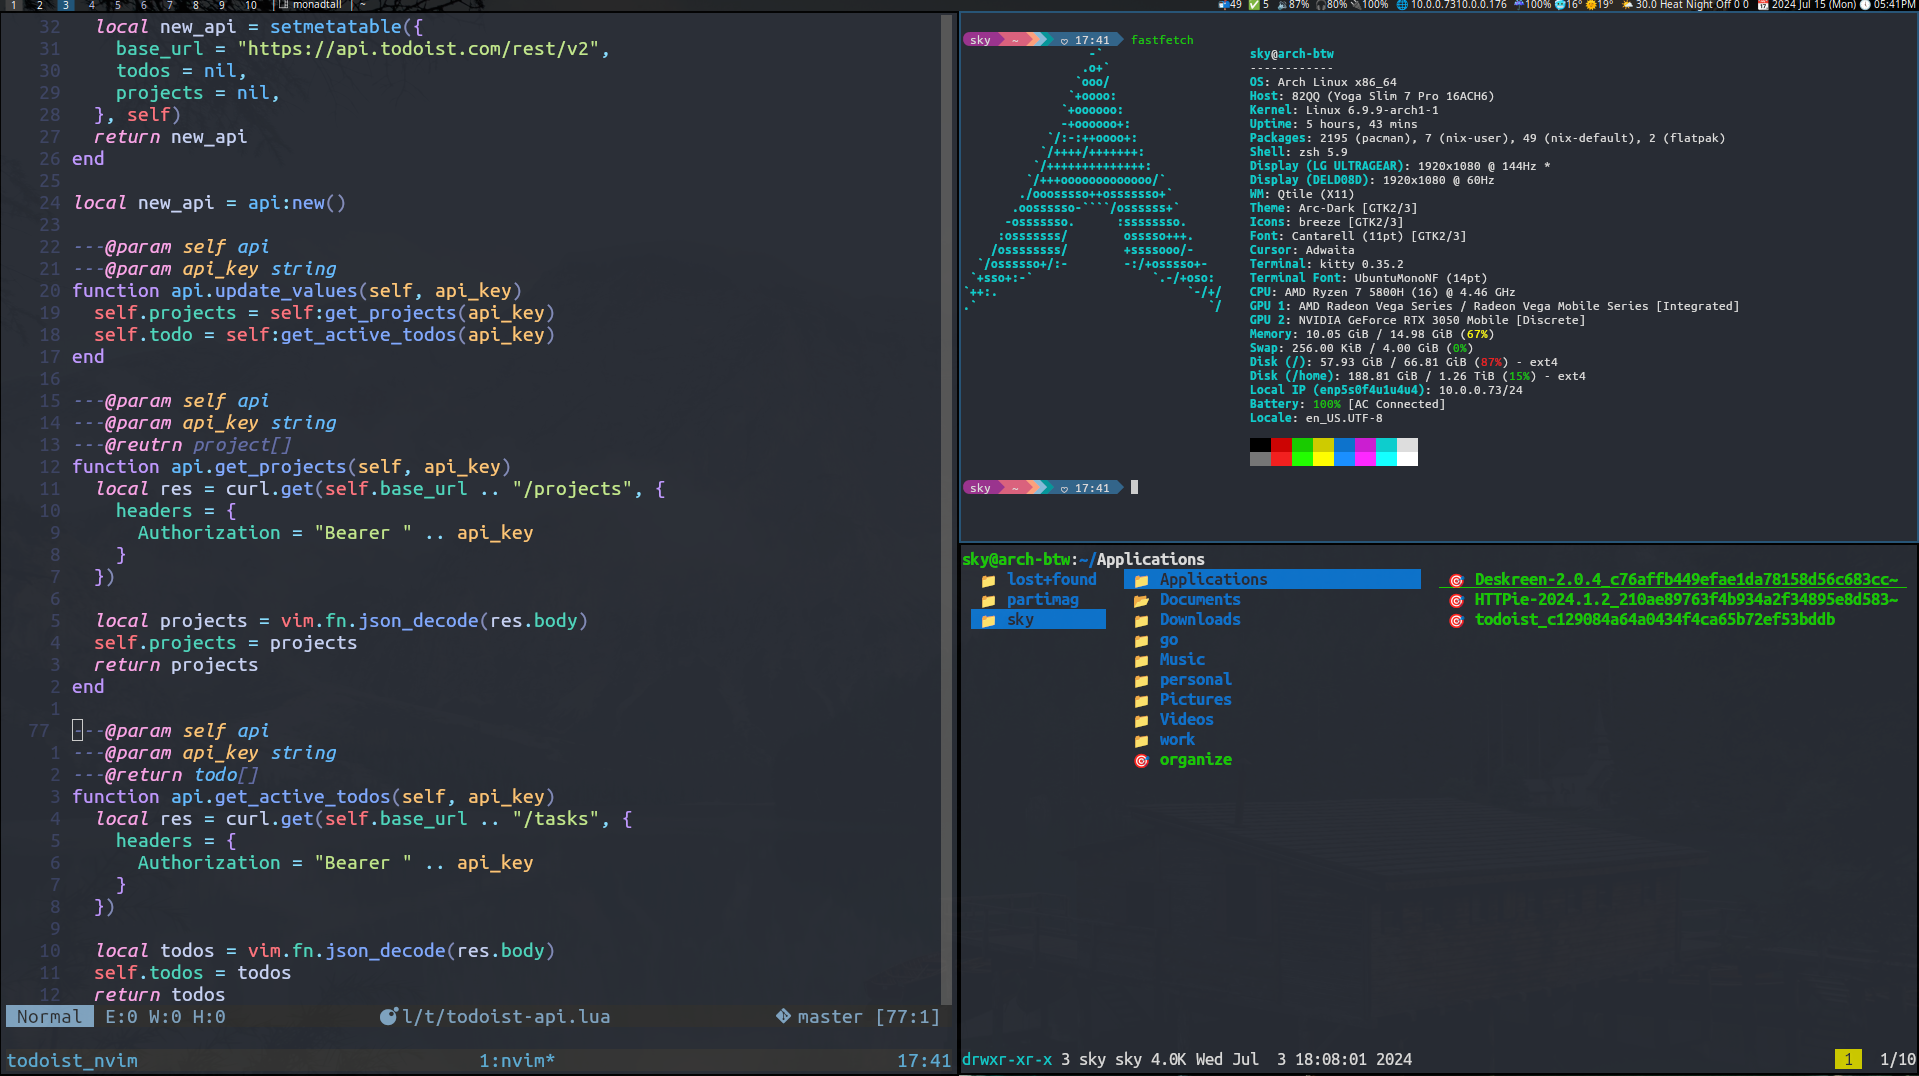 1 2 3 4 5 6 7 8 9 10 | monadtall | ~
49 5 87% 80% 100% 10.0.0.7310.0.0.176 100% 16° 19° 30.0 Heat Night Off 0 0 2024 Jul 15 (Mon) 05:41PM
32 local new_api = setmetatable({
31 base_url = "https://api.todoist.com/rest/v2",
30 todos = nil,
29 projects = nil,
28 }, self)
27 return new_api
26 end
25
24 local new_api = api:new()
23
22 ---@param self api
21 ---@param api_key string
20 function api.update_values(self, api_key)
19 self.projects = self:get_projects(api_key)
18 self.todo = self:get_active_todos(api_key)
17 end
16
15 ---@param self api
14 ---@param api_key string
13 ---@reutrn project[]
12 function api.get_projects(self, api_key)
11 local res = curl.get(self.base_url .. "/projects", {
10 headers = {
9 Authorization = "Bearer " .. api_key
8 }
7 })
6
5 local projects = vim.fn.json_decode(res.body)
4 self.projects = projects
3 return projects
2 end
1
77 ---@param self api
1 ---@param api_key string
2 ---@return todo[]
3 function api.get_active_todos(self, api_key)
4 local res = curl.get(self.base_url .. "/tasks", {
5 headers = {
6 Authorization = "Bearer " .. api_key
7 }
8 })
9
10 local todos = vim.fn.json_decode(res.body)
11 self.todos = todos
12 return todos
Normal E:0 W:0 H:0 l/t/todoist-api.lua master [77:1]
todoist_nvim 1:nvim* 17:41
sky ~ ♡ 17:41 fastfetch
-`
.o+`
`ooo/
`+oooo:
`+oooooo:
-+oooooo+:
`/:-:++oooo+:
`/++++/+++++++:
`/++++++++++++++:
`/+++ooooooooooooo/`
./ooosssso++osssssso+`
.oossssso-````/ossssss+`
-osssssso. :ssssssso.
:osssssss/ osssso+++.
/ossssssss/ +ssssooo/-
`/ossssso+/:- -:/+osssso+-
`+sso+:-` `.-/+oso:
`++:. `-/+/
.` `/
sky@arch-btw
------------
OS: Arch Linux x86_64
Host: 82QQ (Yoga Slim 7 Pro 16ACH6)
Kernel: Linux 6.9.9-arch1-1
Uptime: 5 hours, 43 mins
Packages: 2195 (pacman), 7 (nix-user), 49 (nix-default), 2 (flatpak)
Shell: zsh 5.9
Display (LG ULTRAGEAR): 1920x1080 @ 144Hz *
Display (DELD08D): 1920x1080 @ 60Hz
WM: Qtile (X11)
Theme: Arc-Dark [GTK2/3]
Icons: breeze [GTK2/3]
Font: Cantarell (11pt) [GTK2/3]
Cursor: Adwaita
Terminal: kitty 0.35.2
Terminal Font: UbuntuMonoNF (14pt)
CPU: AMD Ryzen 7 5800H (16) @ 4.46 GHz
GPU 1: AMD Radeon Vega Series / Radeon Vega Mobile Series [Integrated]
GPU 2: NVIDIA GeForce RTX 3050 Mobile [Discrete]
Memory: 10.05 GiB / 14.98 GiB (67%)
Swap: 256.00 KiB / 4.00 GiB (0%)
Disk (/): 57.93 GiB / 66.81 GiB (87%) - ext4
Disk (/home): 188.81 GiB / 1.26 TiB (15%) - ext4
Local IP (enp5s0f4u1u4u4): 10.0.0.73/24
Battery: 100% [AC Connected]
Locale: en_US.UTF-8
sky ~ ♡ 17:41
sky@arch-btw:~/Applications
lost+found
partimag
sky
Applications
Documents
Downloads
go
Music
personal
Pictures
Videos
work
organize
Deskreen-2.0.4_c76affb449efae1da78158d56c683cc~
HTTPie-2024.1.2_210ae89763f4b934a2f34895e8d583~
todoist_c129084a64a0434f4ca65b72ef53bddb
drwxr-xr-x 3 sky sky 4.0K Wed Jul 3 18:08:01 2024 1 1/10